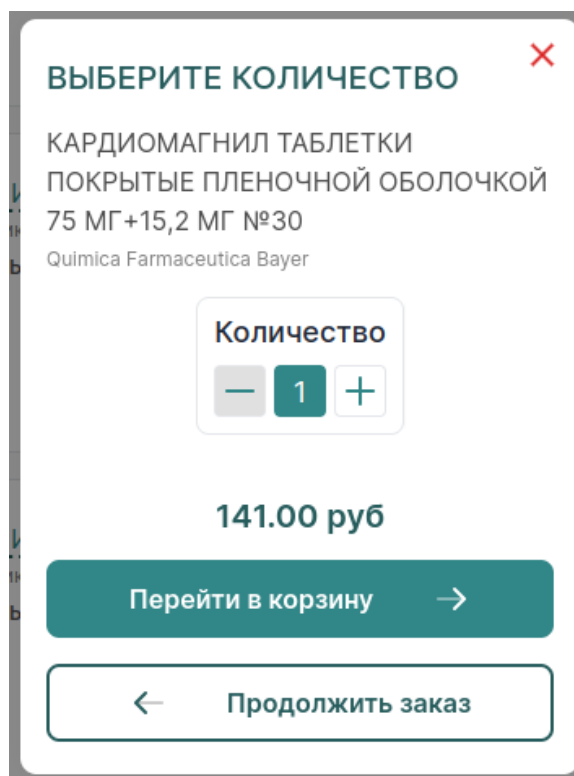 ВЫБЕРИТЕ КОЛИЧЕСТВО
КАРДИОМАГНИЛ ТАБЛЕТКИ
ПОКРЫТЫЕ ПЛЕНОЧНОЙ ОБОЛОЧКОЙ
75 МГ+15,2 МГ №30
Quimica Farmaceutica Bayer
Количество
1
141.00 руб
Перейти в корзину
Продолжить заказ